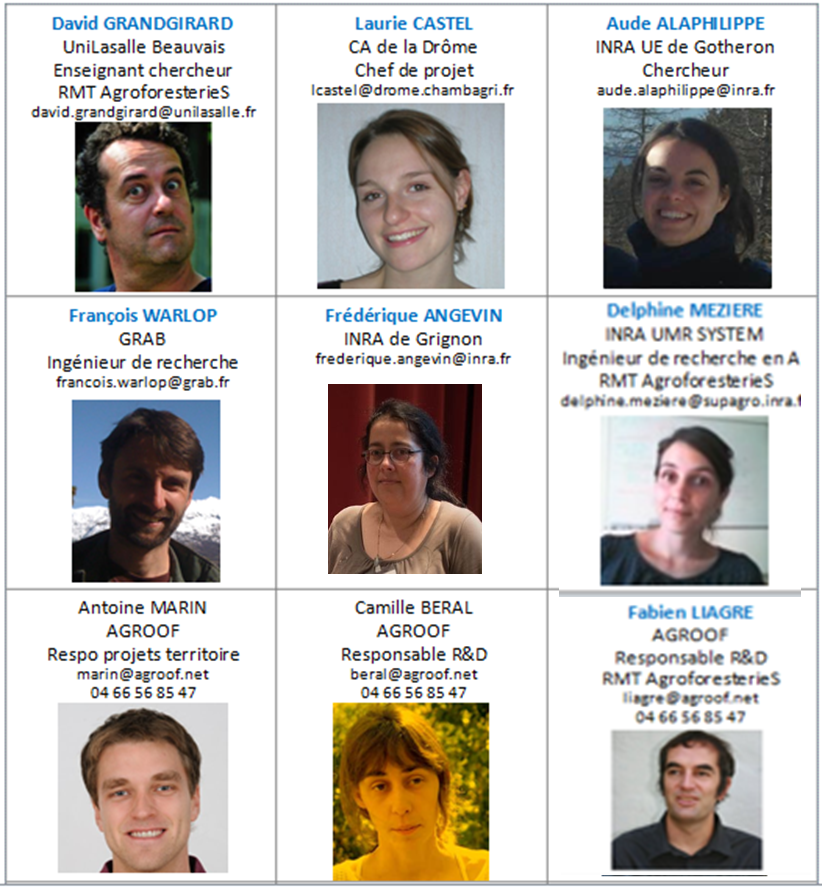 David GRANDGIRARD
UniLasalle Beauvais
Enseignant chercheur
RMT AgroforesterieS
david.grandgirard@unilasalle.fr
Laurie CASTEL
CA de la Drôme
Chef de projet
lcastel@drome.chambagri.fr
Aude ALAPHILIPPE
INRA UE de Gotheron
Chercheur
aude.alaphilippe@inra.fr
François WARLOP
GRAB
Ingénieur de recherche
francois.warlop@grab.fr
Frédérique ANGEVIN
INRA de Grignon
frederique.angevin@inra.fr
Delphine MEZIERE
INRA UMR SYSTEM
Ingénieur de recherche en A
RMT AgroforesterieS
delphine.meziere@supagro.inra.f
Antoine MARIN
AGROOF
Respo projets territoire
marin@agroof.net
04 66 56 85 47
Camille BERAL
AGROOF
Responsable R&D
beral@agroof.net
04 66 56 85 47
Fabien LIAGRE
AGROOF
Responsable R&D
RMT AgroforesterieS
liagre@agroof.net
04 66 56 85 47